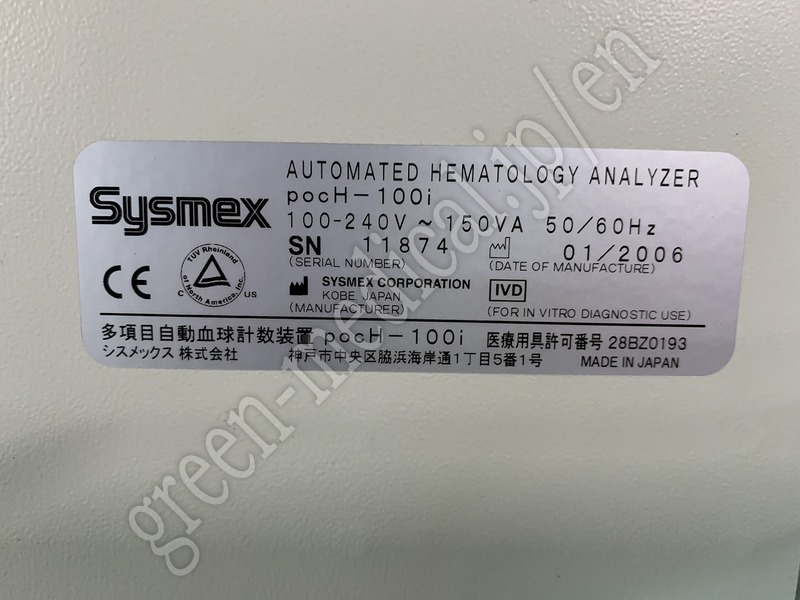 Sysmex
AUTOMATED HEMATOLOGY ANALYZER
pocH-100i
100-240V ~ 150VA 50/60Hz
SN 11874 01/2006
(SERIAL NUMBER) (DATE OF MANUFACTURE)
TÜV Rheinland
of North America, Inc.
C US
CE
SYSMEX CORPORATION IVD
KOBE, JAPAN
(MANUFACTURER) (FOR IN VITRO DIAGNOSTIC USE)
多項目自動血球計数装置 pocH-100i 医療用具許可番号 28BZ0193
シスメックス 株式会社 神戸市中央区脇浜海岸通1丁目5番1号 MADE IN JAPAN
green-medical.jp/en